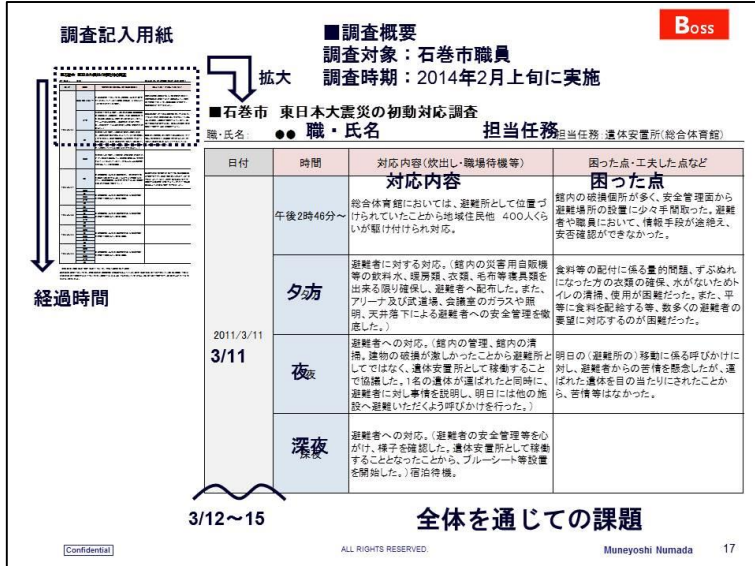 Boss
調査記入用紙
■調査概要
調査対象：石巻市職員
調査時期：2014年2月上旬に実施
拡大
■石巻市　東日本大震災の初動対応調査
職・氏名：　●●　職・氏名　担当任務　担当任務：遺体安置所(総合体育館)
日付　時間　対応内容(炊出し・職場待機等)　困った点・工夫した点など
対応内容　困った点
午後2時46分～
総合体育館においては、避難所として位置づ
けられていたことから地域住民他　400人くら
いが駆け付けられ対応。
館内の破損個所が多く、安全管理面から
避難場所の設置に少々手間取った。避難
者や職員において、情報手段が途絶え、
安否確認ができなかった。
夕方
避難者に対する対応。(館内の災害用自販機
等の飲料水、暖房類、衣類、毛布等寝具類を
出来る限り確保し、避難者へ配布した。また、
アリーナ及び武道場、会議室のガラスや照
明、天井落下による避難者への安全管理を徹
底した。)
食料等の配付に係る量的問題、ずぶぬれ
になった方の衣類の確保、水がないためト
イレの清掃、使用が困難だった。また、平
等に食料を配給する等、数多くの避難者の
要望に対応するのが困難だった。
2011/3/11
3/11
夜
避難者への対応。(館内の管理、館内の清
掃。建物の破損が激しかったことから避難所と
してではなく、遺体安置所として稼働すること
で協議した。1名の遺体が運ばれたと同時に、
避難者に対し事情を説明し、明日には他の施
設へ避難いただくよう呼びかけを行った。)
明日の(避難所の)移動に係る呼びかけに
対し、避難者からの苦情を懸念したが、運
ばれた遺体を目の当たりにされたことか
ら、苦情等はなかった。
深夜
避難者への対応。(避難者の安全管理等を心
がけ、様子を確認した。遺体安置所として稼働
することとなったことから、ブルーシート等設置
を開始した。)宿泊待機。
経過時間
3/12～15
全体を通じての課題
Confidential
ALL RIGHTS RESERVED.
Muneyoshi Numada　17